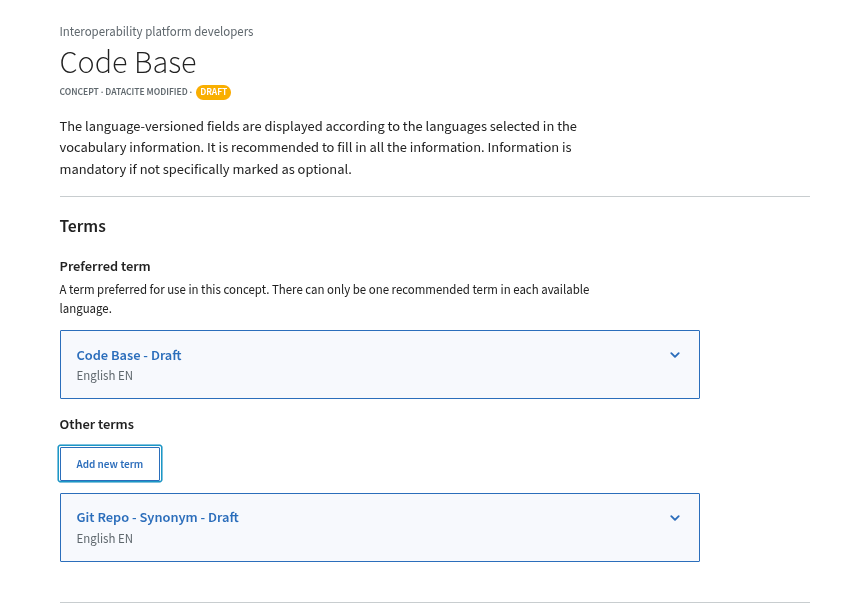 Interoperability platform developers
Code Base
CONCEPT · DATACITE MODIFIED · DRAFT
The language-versioned fields are displayed according to the languages selected in the
vocabulary information. It is recommended to fill in all the information. Information is
mandatory if not specifically marked as optional.
Terms
Preferred term
A term preferred for use in this concept. There can only be one recommended term in each available
language.
Code Base - Draft
English EN
Other terms
Add new term
Git Repo - Synonym - Draft
English EN